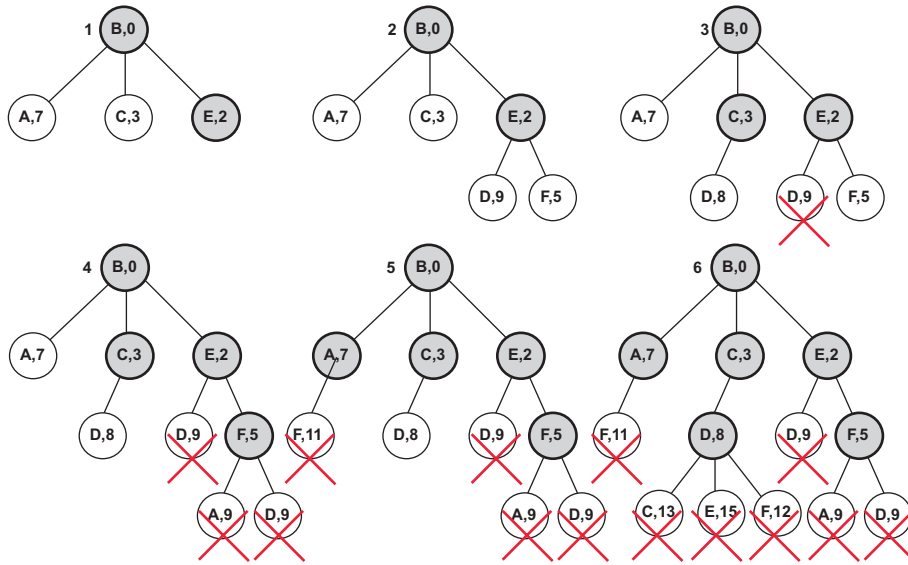 1 B,0 2 B,0 3 B,0
A,7 C,3 E,2 A,7 C,3 E,2 A,7 C,3 E,2
D,9 F,5 D,8 D,9 F,5
4 B,0 5 B,0 6 B,0
A,7 C,3 E,2 A,7 C,3 E,2 A,7 C,3 E,2
D,8 D,9 F,5 F,11 D,8 D,9 F,5 F,11 D,8 D,9 F,5
A,9 D,9 A,9 D,9 C,13 E,15 F,12 A,9 D,9